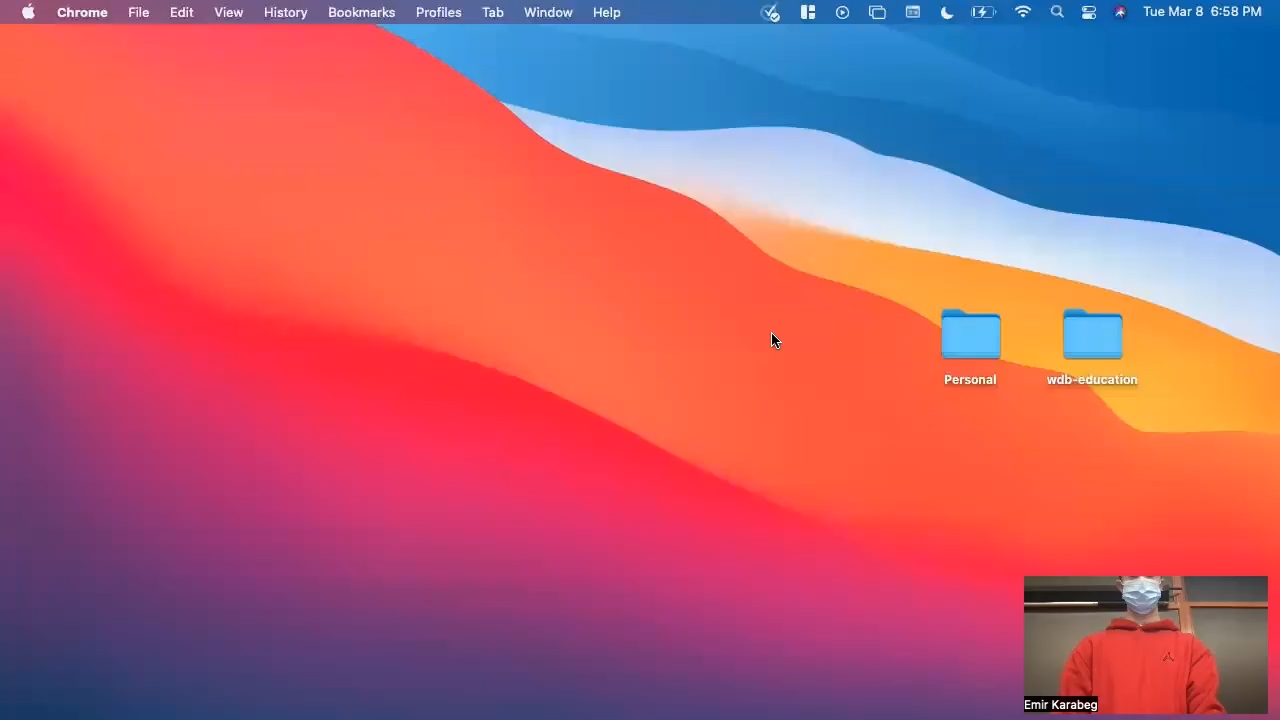 Chrome File Edit View History Bookmarks Profiles Tab Window Help Tue Mar 8 6:58 PM
Personal wdb-education
Emir Karabeg